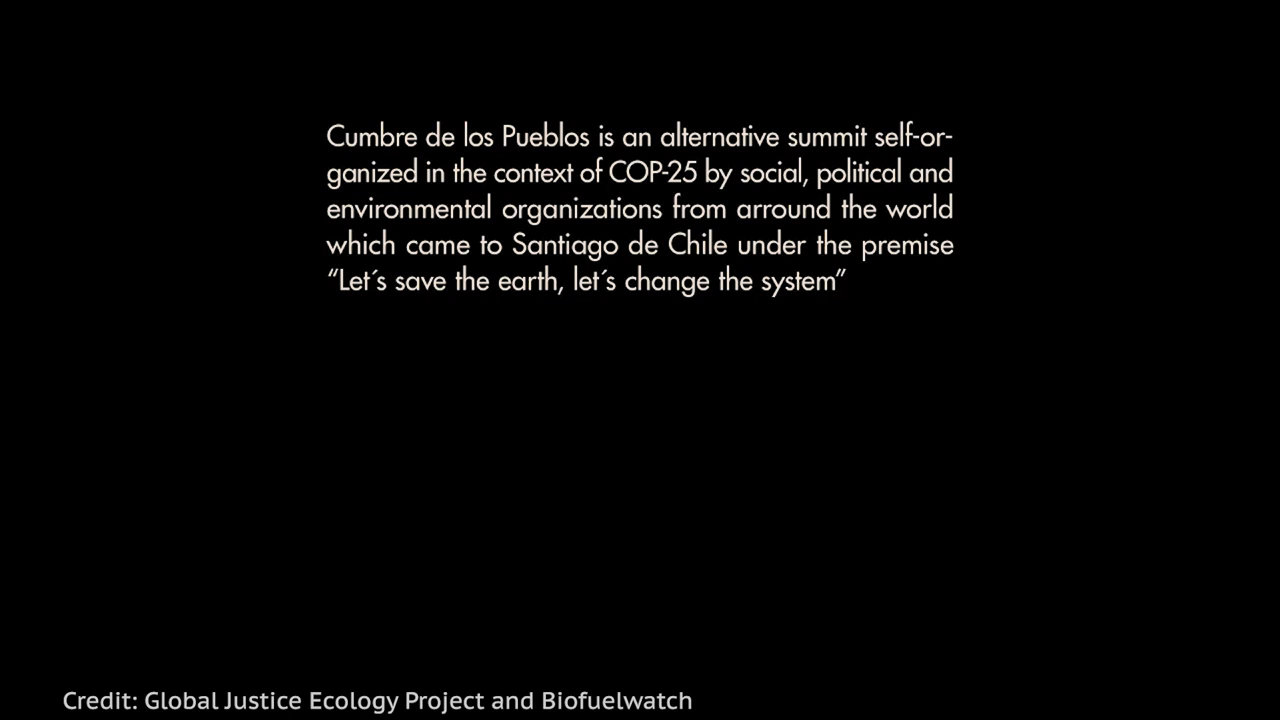 Cumbre de los Pueblos is an alternative summit self-or-
ganized in the context of COP-25 by social, political and
environmental organizations from arround the world
which came to Santiago de Chile under the premise
“Let´s save the earth, let´s change the system”
Credit: Global Justice Ecology Project and Biofuelwatch